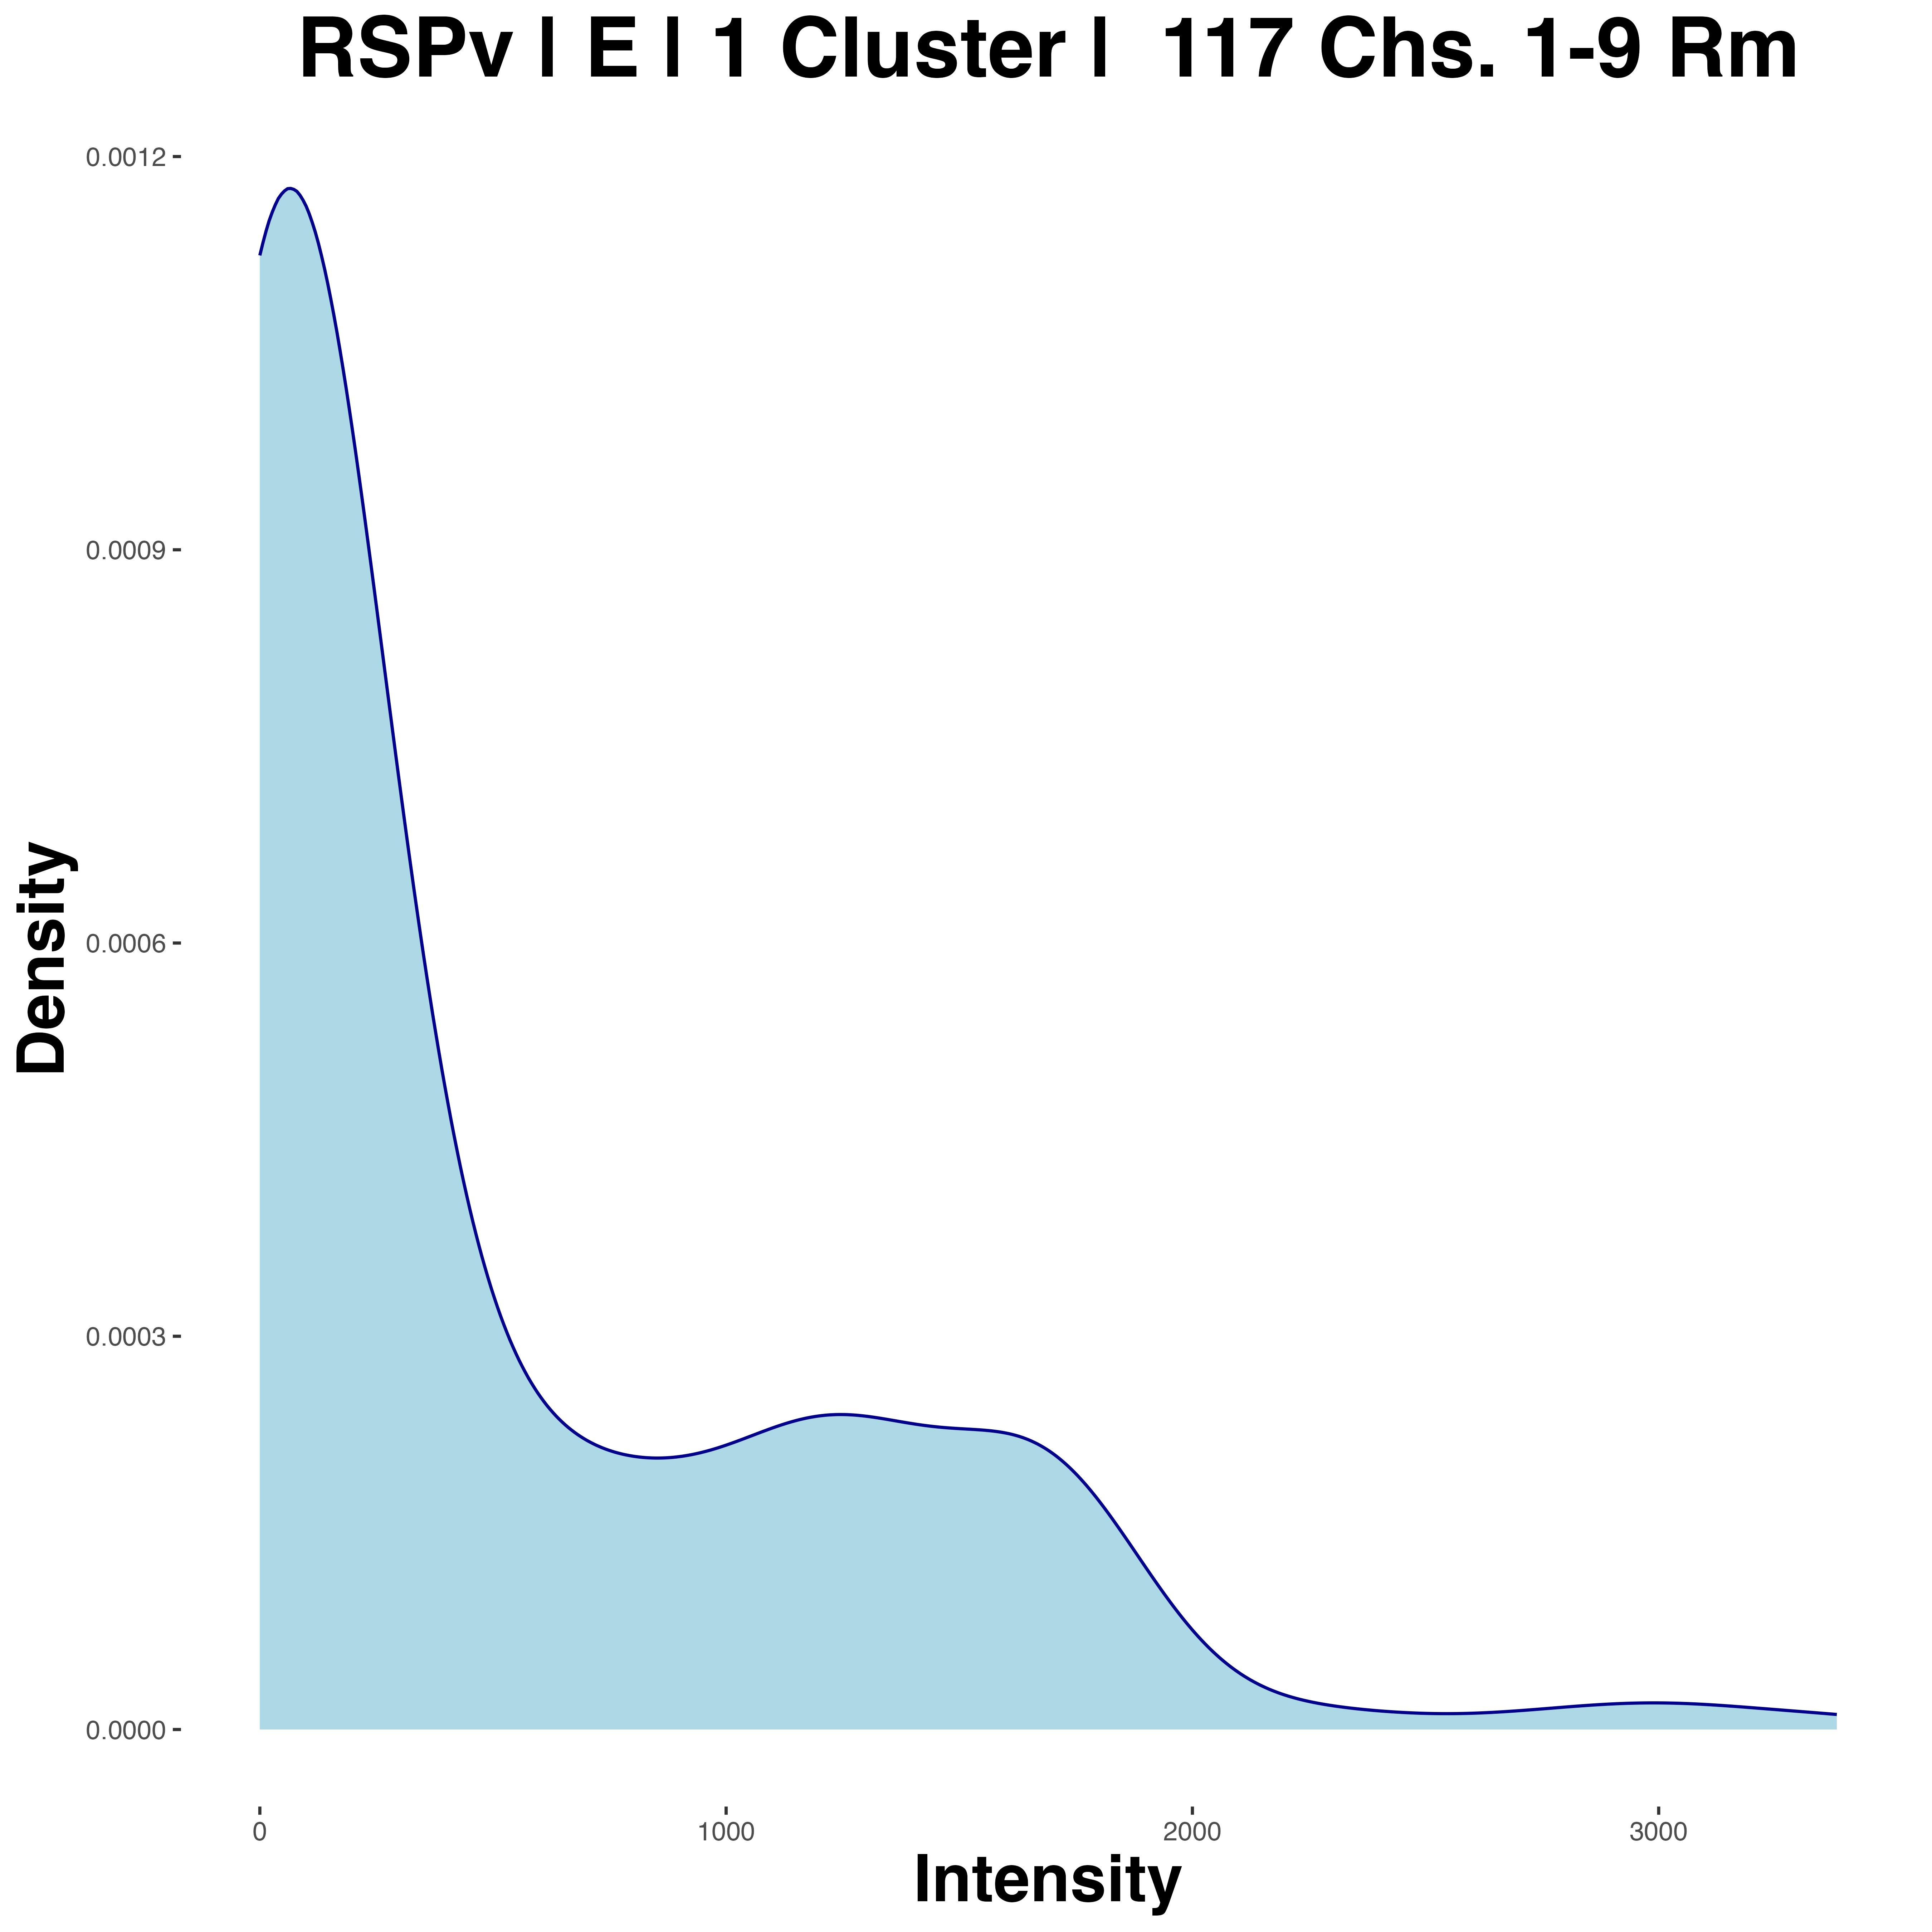 RSPv | E | 1 Cluster |  117 Chs. 1-9 Rm
0.0012
0.0009
0.0006
0.0003
0.0000
Density
0 1000 2000 3000
Intensity